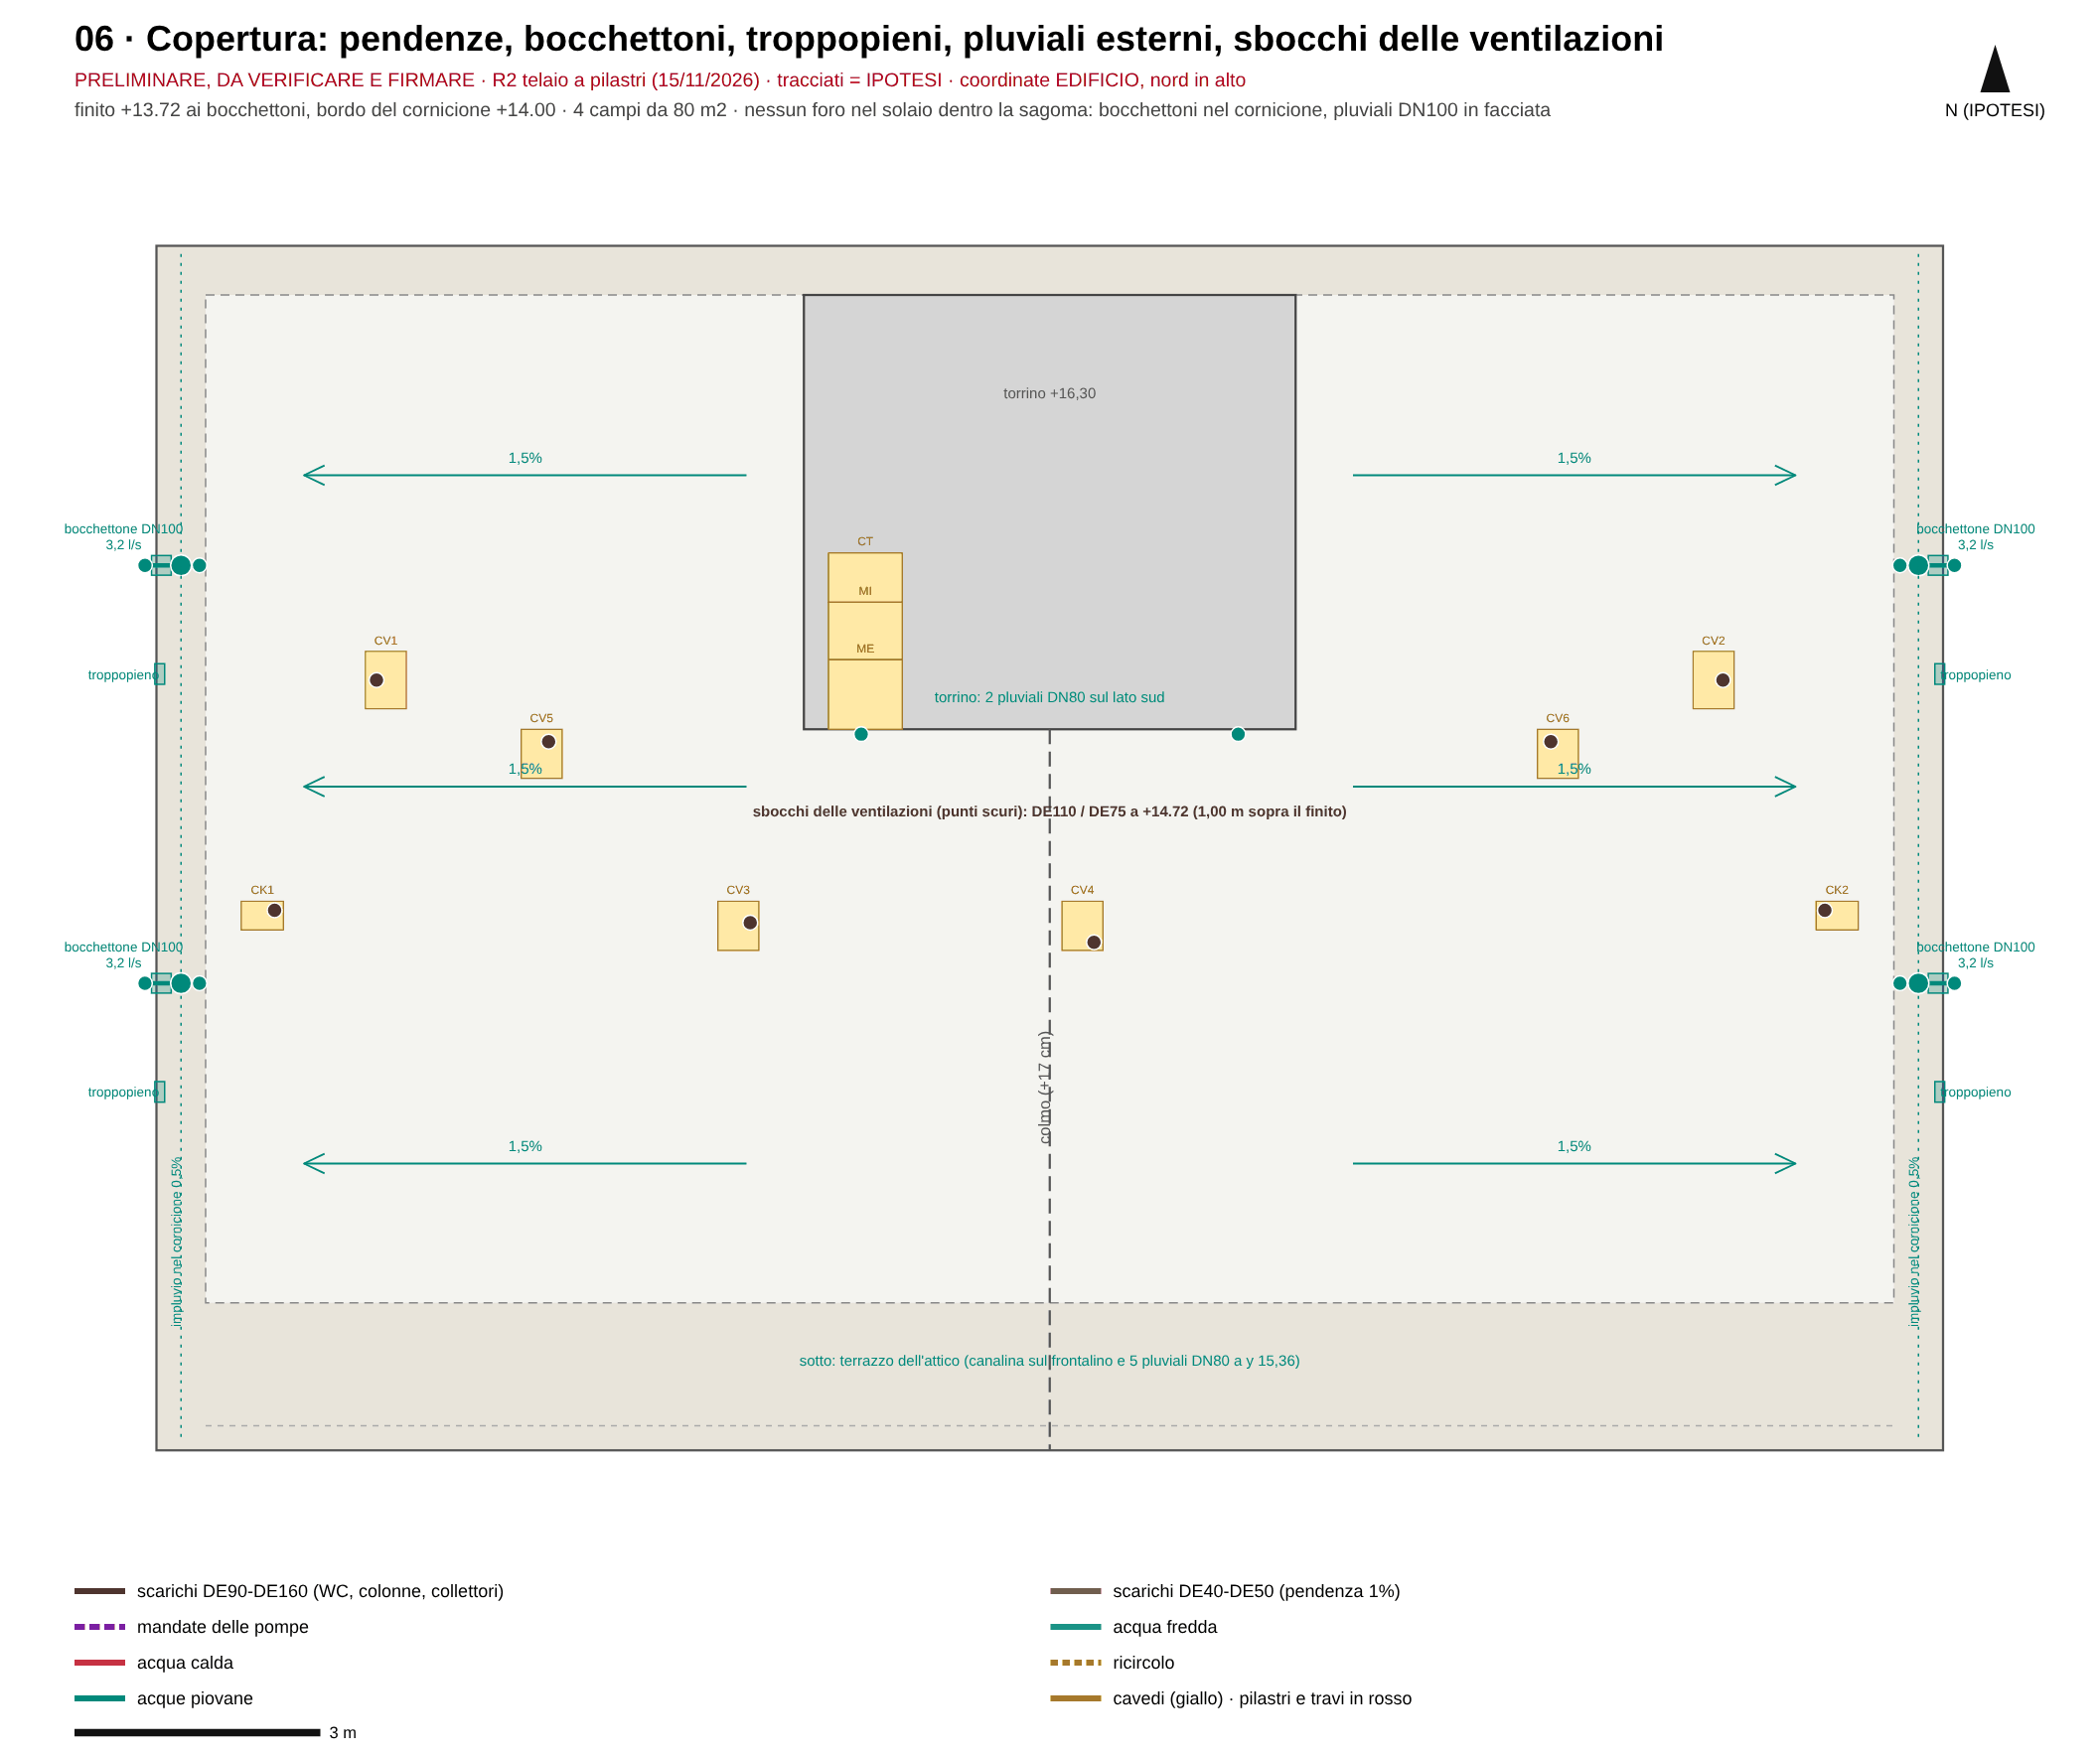 06 · Copertura: pendenze, bocchettoni, troppopieni, pluviali esterni, sbocchi delle ventilazioni
PRELIMINARE, DA VERIFICARE E FIRMARE · R2 telaio a pilastri (15/11/2026) · tracciati = IPOTESI · coordinate EDIFICIO, nord in alto
finito +13.72 ai bocchettoni, bordo del cornicione +14.00 · 4 campi da 80 m2 · nessun foro nel solaio dentro la sagoma: bocchettoni nel cornicione, pluviali DN100 in facciata
N (IPOTESI)
torrino +16,30
1,5%
1,5%
bocchettone DN100
3,2 l/s
bocchettone DN100
3,2 l/s
CT
MI
ME
CV1
CV2
troppopieno
troppopieno
torrino: 2 pluviali DN80 sul lato sud
CV5
CV6
1,5%
1,5%
sbocchi delle ventilazioni (punti scuri): DE110 / DE75 a +14.72 (1,00 m sopra il finito)
CK1
CV3
CV4
CK2
bocchettone DN100
3,2 l/s
bocchettone DN100
3,2 l/s
colmo (+17 cm)
troppopieno
troppopieno
1,5%
1,5%
impluvio nel cornicione 0,5%
impluvio nel cornicione 0,5%
sotto: terrazzo dell'attico (canalina sul frontalino e 5 pluviali DN80 a y 15,36)
scarichi DE90-DE160 (WC, colonne, collettori)
scarichi DE40-DE50 (pendenza 1%)
mandate delle pompe
acqua fredda
acqua calda
ricircolo
acque piovane
cavedi (giallo) · pilastri e travi in rosso
3 m